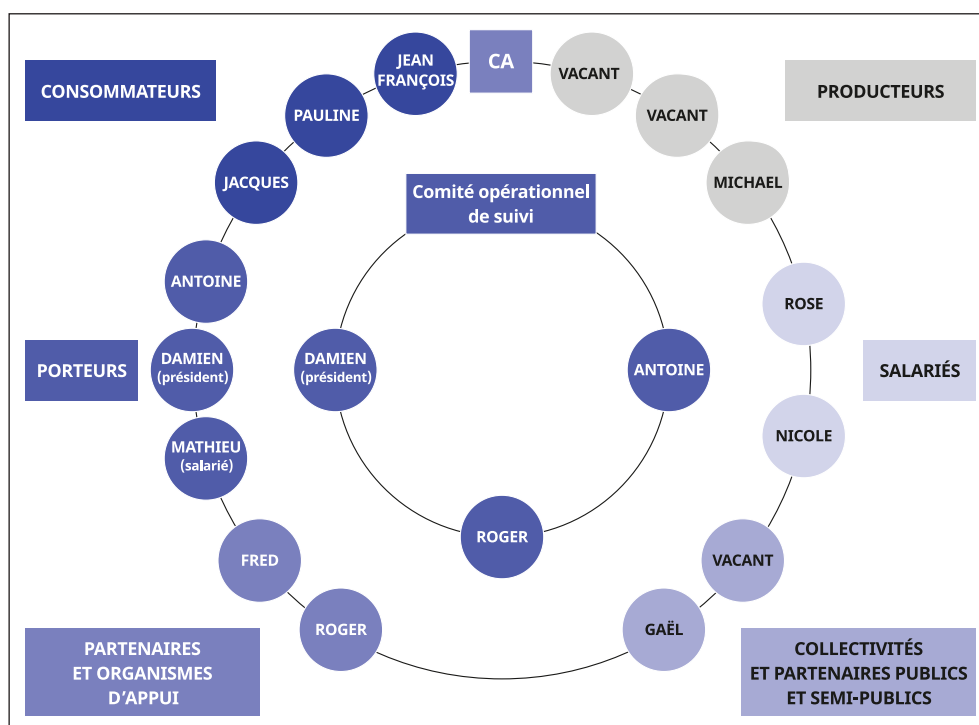 CONSOMMATEURS
JEAN
FRANÇOIS
CA
VACANT
PRODUCTEURS
PAULINE
VACANT
JACQUES
MICHAEL
Comité opérationnel
de suivi
ANTOINE
ROSE
PORTEURS
DAMIEN
(président)
DAMIEN
(président)
ANTOINE
SALARIÉS
MATHIEU
(salarié)
NICOLE
ROGER
FRED
VACANT
ROGER
GAËL
PARTENAIRES
ET ORGANISMES
D’APPUI
COLLECTIVITÉS
ET PARTENAIRES PUBLICS
ET SEMI-PUBLICS